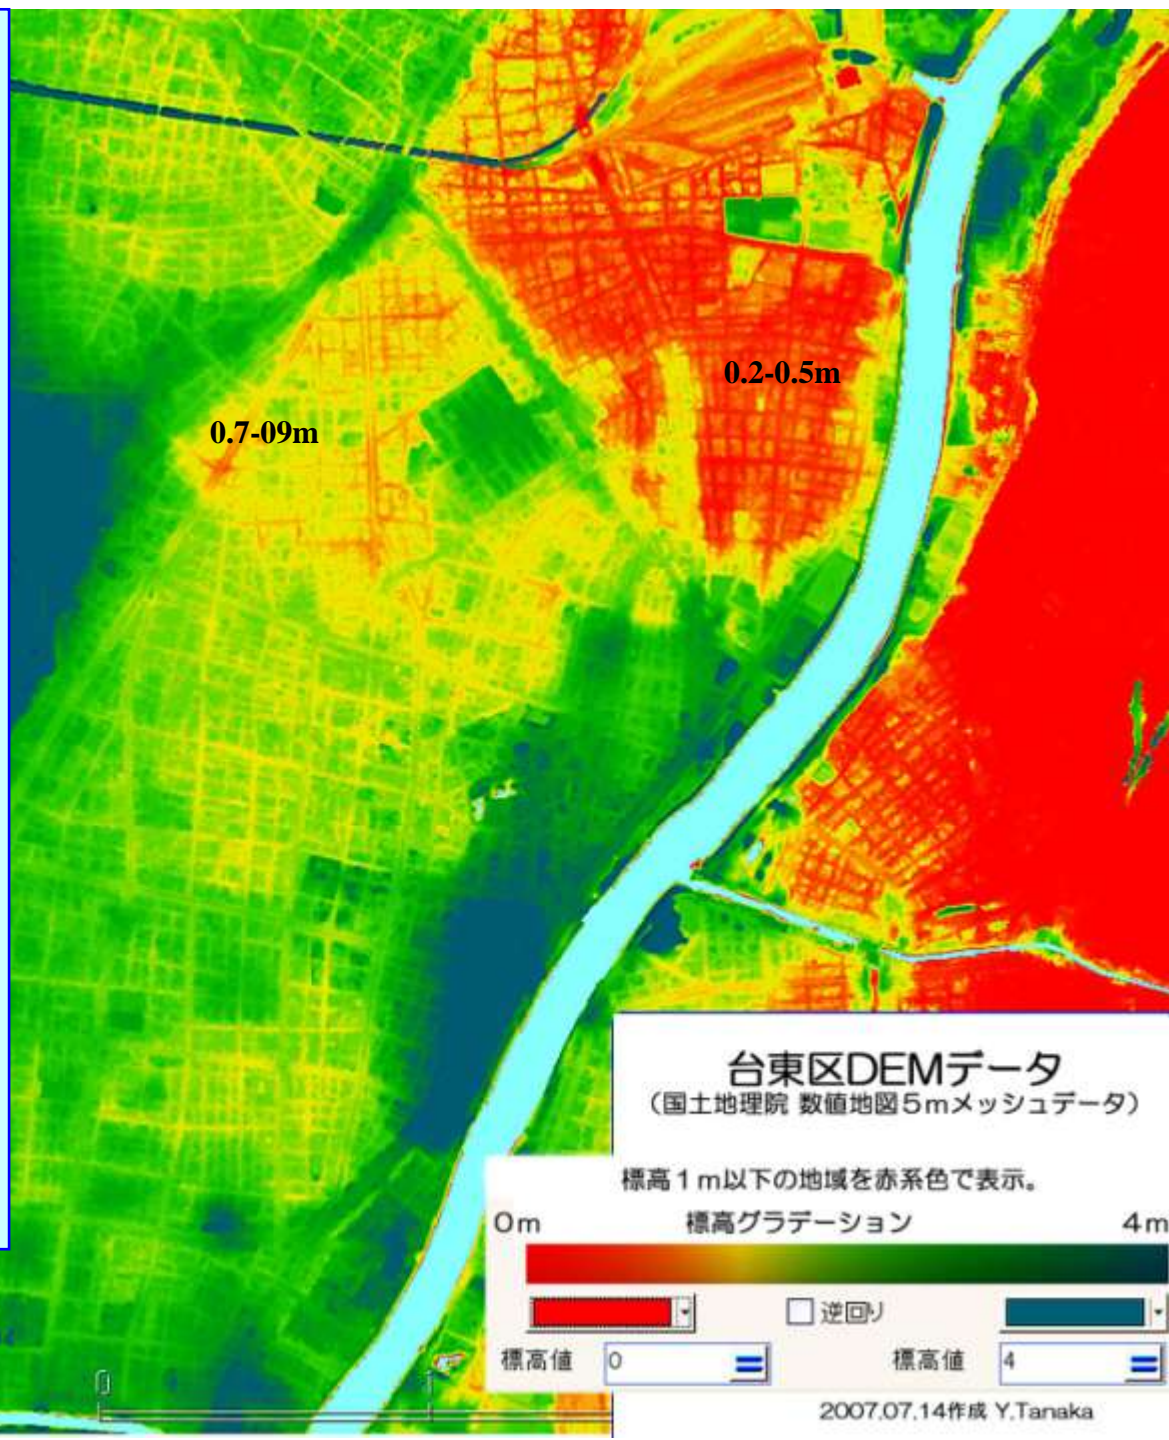 0.2-0.5m
0.7-09m
台東区DEMデータ
（国土地理院 数値地図5mメッシュデータ）
標高1m以下の地域を赤系色で表示。
0m 標高グラデーション 4m
逆回り
標高値 0 標高値 4
0 1
2007.07.14作成 Y.Tanaka